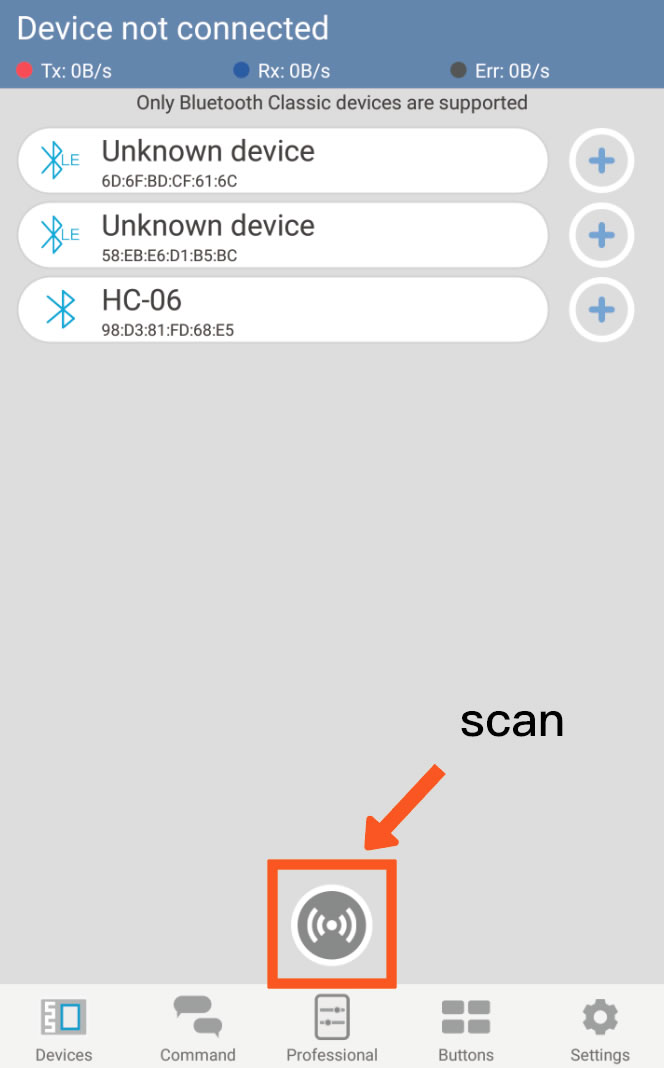 Device not connected
Tx: 0B/s Rx: 0B/s Err: 0B/s
Only Bluetooth Classic devices are supported
LE Unknown device
6D:6F:BD:CF:61:6C
LE Unknown device
58:EB:E6:D1:B5:BC
HC-06
98:D3:81:FD:68:E5
scan
Devices Command Professional Buttons Settings